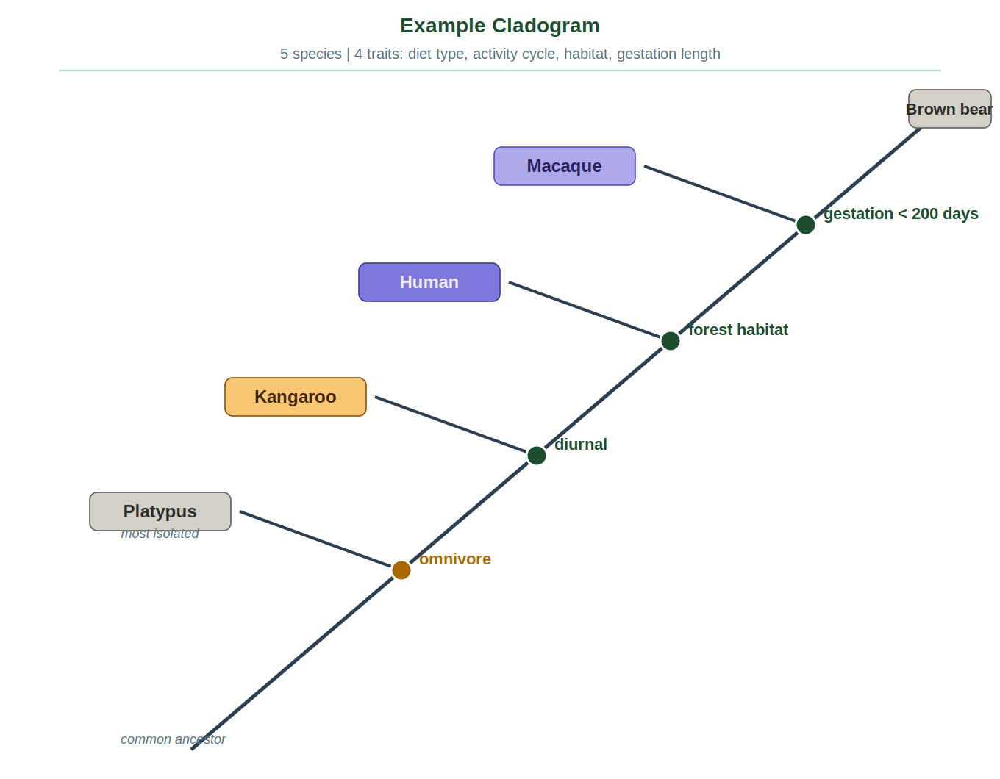 Example Cladogram
5 species | 4 traits: diet type, activity cycle, habitat, gestation length
Brown bear
Macaque
gestation < 200 days
Human
forest habitat
Kangaroo
diurnal
Platypus
most isolated
omnivore
common ancestor